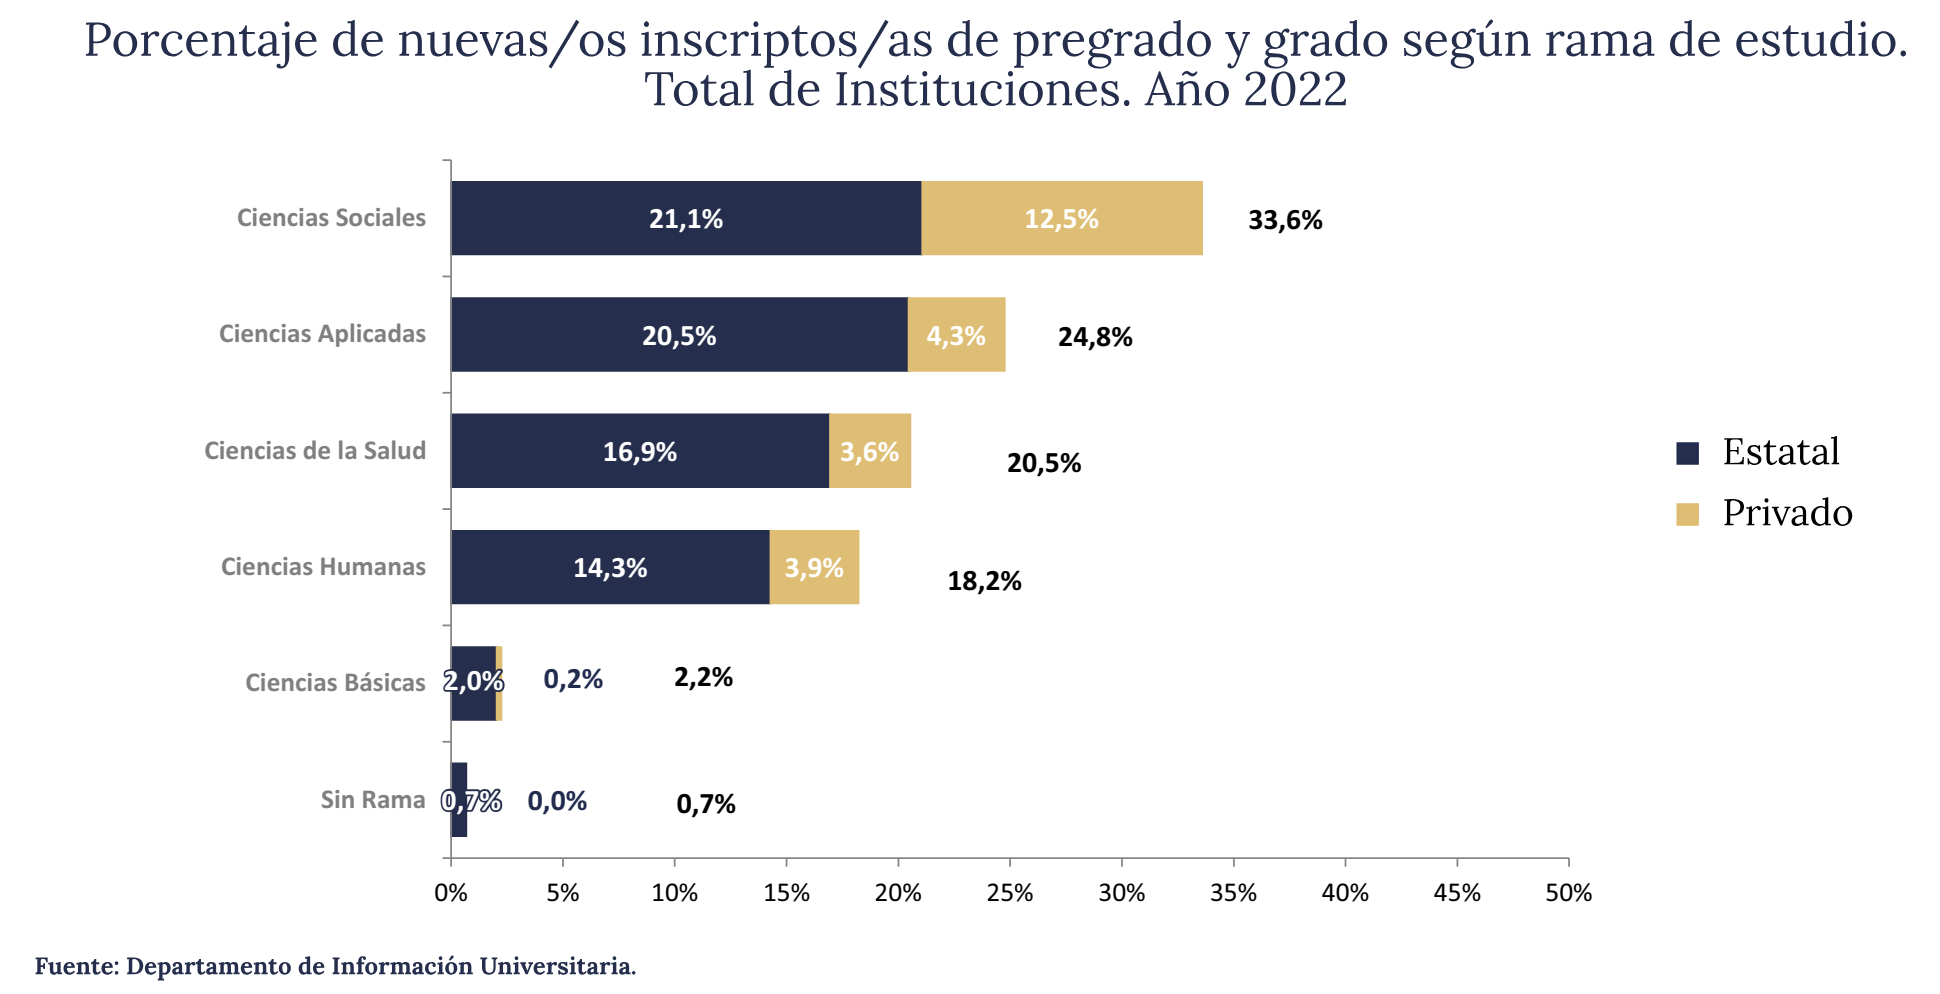 Porcentaje de nuevas/os inscriptos/as de pregrado y grado según rama de estudio.
Total de Instituciones. Año 2022
Ciencias Sociales 21,1% 12,5% 33,6%
Ciencias Aplicadas 20,5% 4,3% 24,8%
Ciencias de la Salud 16,9% 3,6% 20,5%
Estatal
Privado
Ciencias Humanas 14,3% 3,9% 18,2%
Ciencias Básicas 2,0% 0,2% 2,2%
Sin Rama 0,7% 0,0% 0,7%
0% 5% 10% 15% 20% 25% 30% 35% 40% 45% 50%
Fuente: Departamento de Información Universitaria.